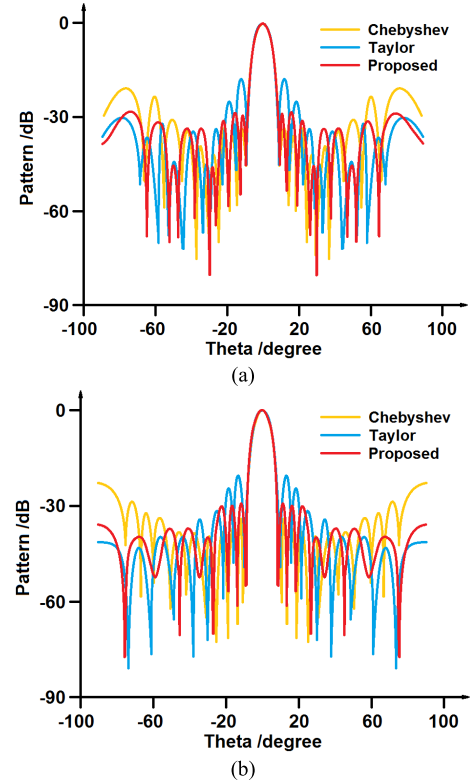 0
-30
-60
-90
Pattern /dB
Chebyshev
Taylor
Proposed
-100 -60 -20 20 60 100
Theta /degree
(a)
0
-30
-60
-90
Pattern /dB
Chebyshev
Taylor
Proposed
-100 -60 -20 20 60 100
Theta /degree
(b)